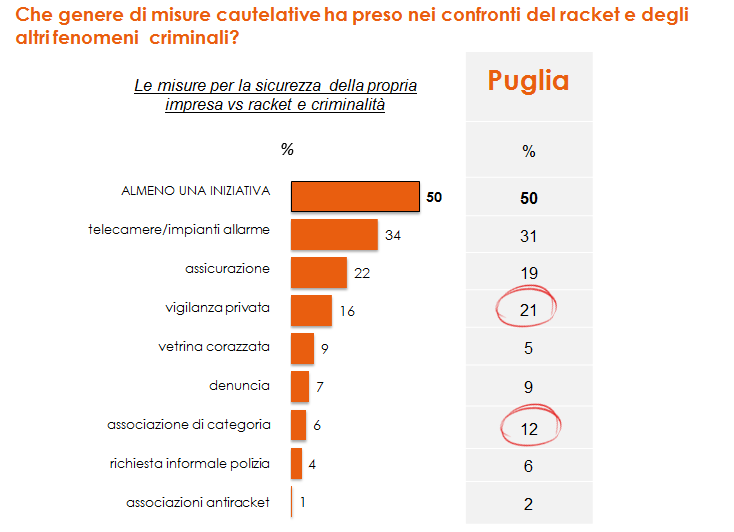 Che genere di misure cautelative ha preso nei confronti del racket e degli
altri fenomeni criminali?
Le misure per la sicurezza della propria
impresa vs racket e criminalità
Puglia
% %
ALMENO UNA INIZIATIVA 50 50
telecamere/impianti allarme 34 31
assicurazione 22 19
vigilanza privata 16 21
vetrina corazzata 9 5
denuncia 7 9
associazione di categoria 6 12
richiesta informale polizia 4 6
associazioni antiracket 1 2